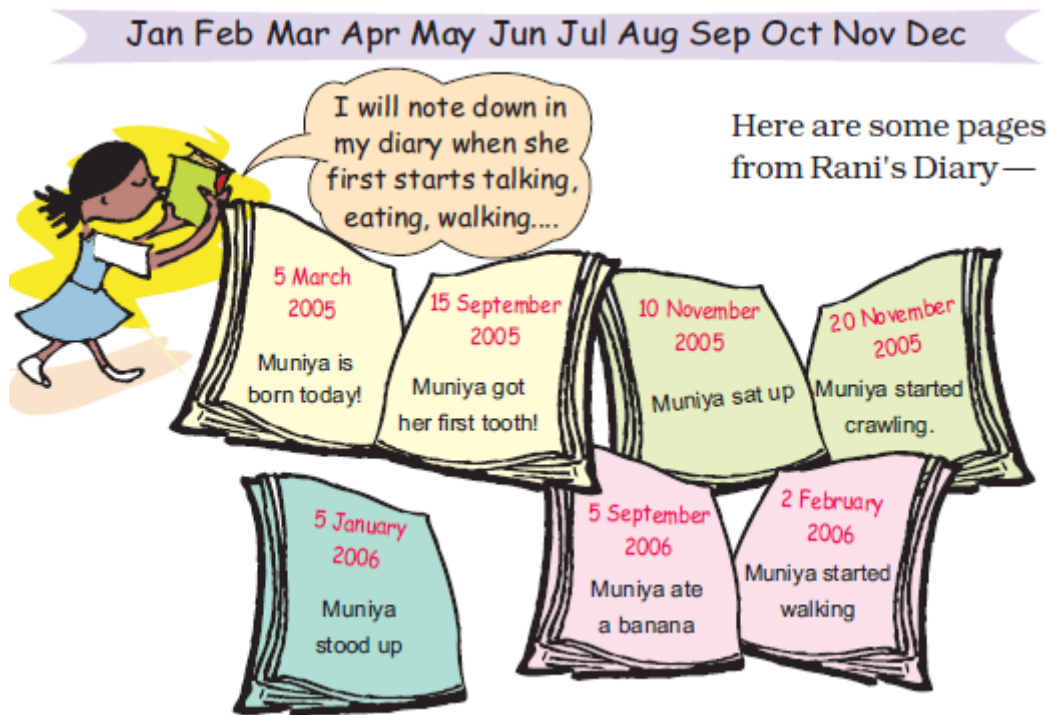 Jan Feb Mar Apr May Jun Jul Aug Sep Oct Nov Dec
I will note down in
my diary when she
first starts talking,
eating, walking....
Here are some pages
from Rani's Diary —
5 March
2005
Muniya is
born today!
15 September
2005
Muniya got
her first tooth!
10 November
2005
Muniya sat up
20 November
2005
Muniya started
crawling.
5 January
2006
Muniya
stood up
5 September
2006
Muniya ate
a banana
2 February
2006
Muniya started
walking